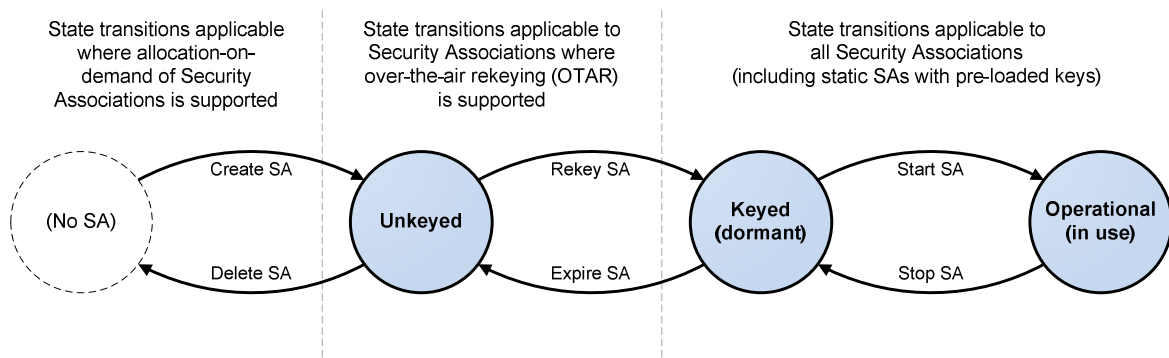 State transitions applicable
where allocation-on-
demand of Security
Associations is supported
State transitions applicable to
Security Associations where
over-the-air rekeying (OTAR)
is supported
State transitions applicable to
all Security Associations
(including static SAs with pre-loaded keys)
Create SA
Rekey SA
Start SA
(No SA)
Unkeyed
Keyed
(dormant)
Operational
(in use)
Delete SA
Expire SA
Stop SA